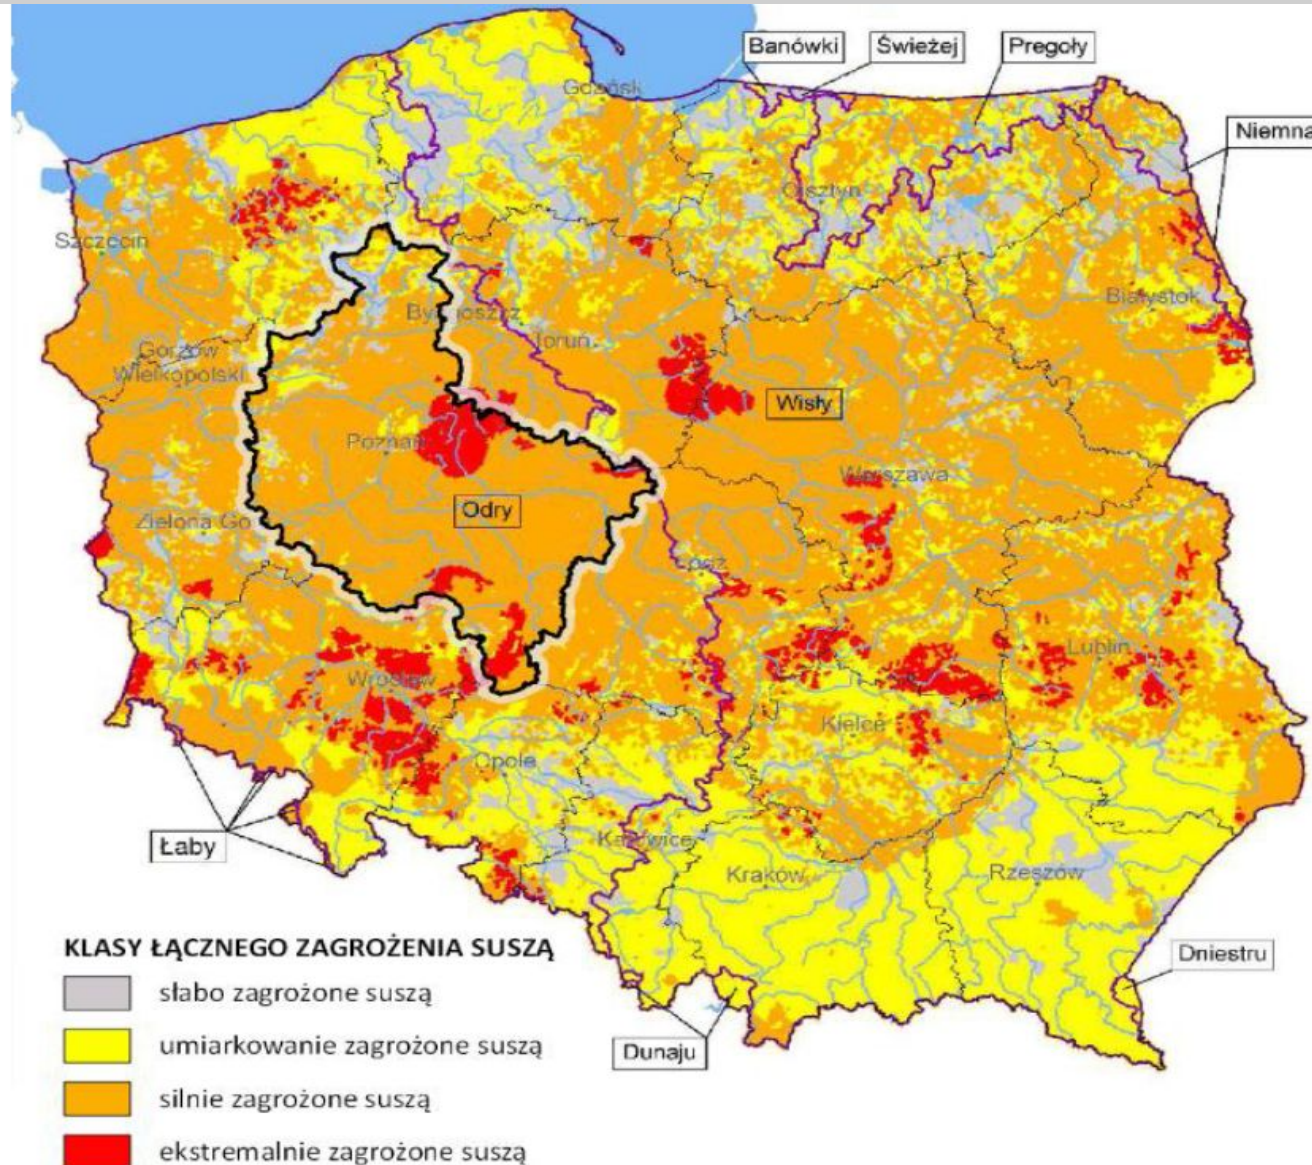 Banówki Świeżej Pregoły
Gdańsk
Niemna
Olsztyn
Szczecin
Białystok
Bydgoszcz
Toruń
Gorzów
Wielkopolski
Wisły
Poznań
Warszawa
Odry
Zielona Gó
Łódź
Lublin
Wrocław
Kielce
Opole
Łaby
Katowice
Kraków
Rzeszów
KLASY ŁĄCZNEGO ZAGROŻENIA SUSZĄ
Dniestru
słabo zagrożone suszą
umiarkowanie zagrożone suszą
Dunaju
silnie zagrożone suszą
ekstremalnie zagrożone suszą